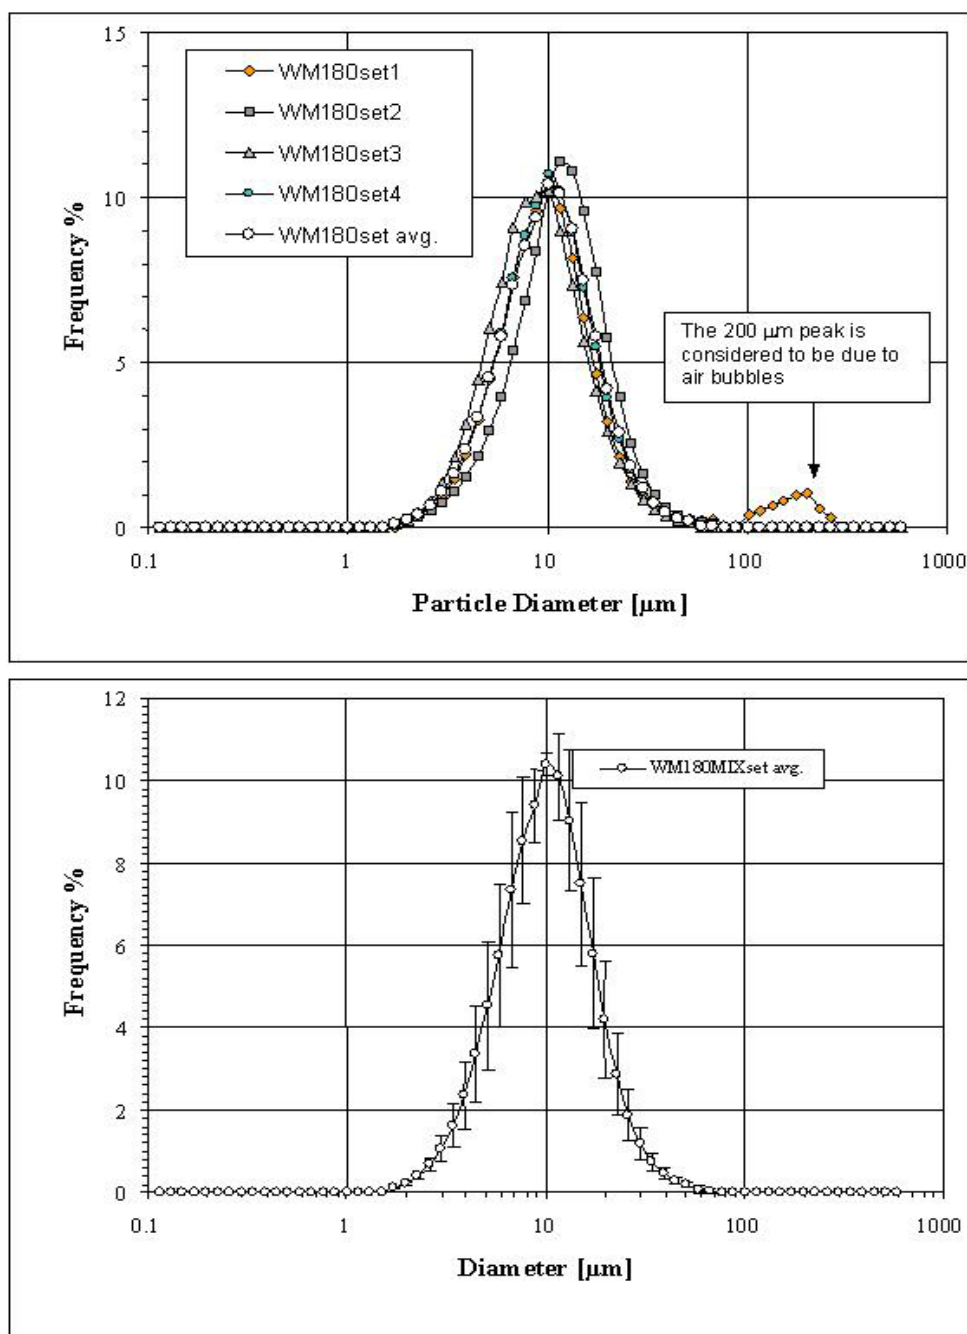 15
10
5
0
Frequency %
WM180set1
WM180set2
WM180set3
WM180set4
WM180set avg.
The 200 µm peak is
considered to be due to
air bubbles
0.1 1 10 100 1000
Particle Diameter [µm]
12
10
8
6
4
2
0
Frequency %
WM180MIXset avg.
0.1 1 10 100 1000
Diameter [µm]